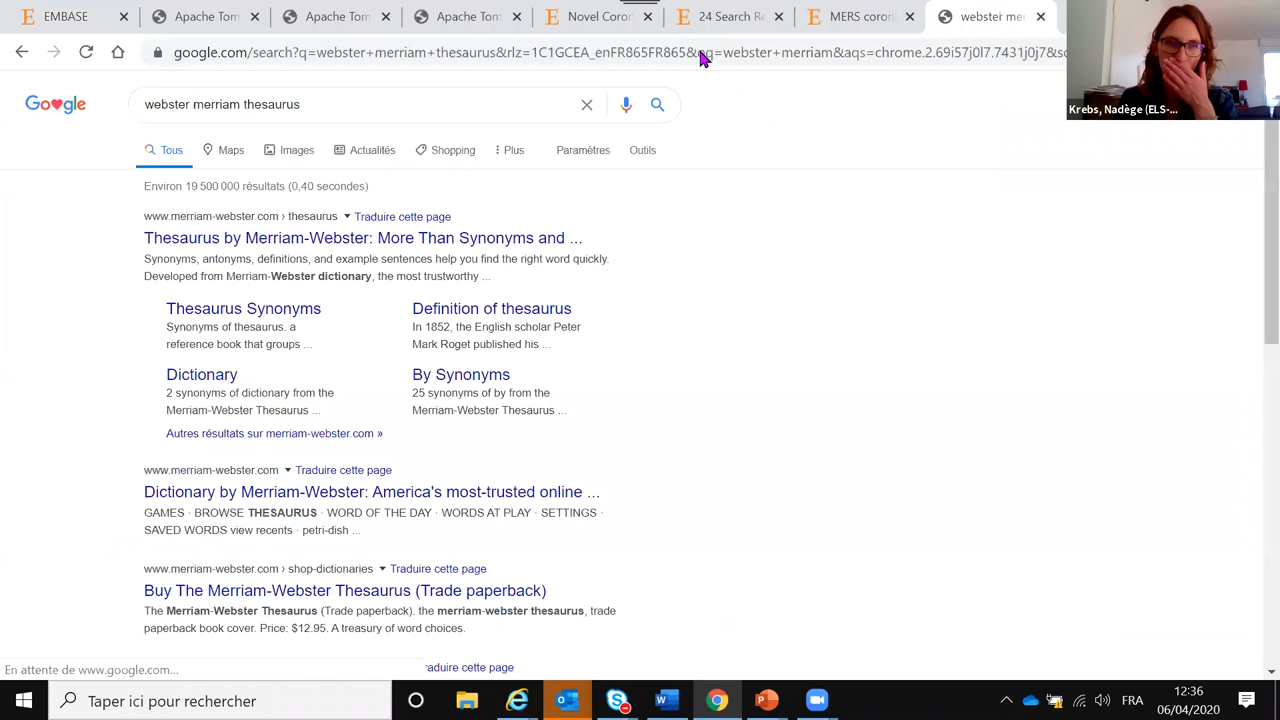 EMBASE
Apache Tom
Apache Tom
Apache Tom
Novel Coron
24 Search Re
MERS corona
webster mer
google.com/search?q=webster+merriam+thesaurus&rlz=1C1GCEA_enFR865FR865&oq=webster+merriam&aqs=chrome.2.69i57j0l7.7431j0j7&so
Krebs, Nadège (ELS-...
Google
webster merriam thesaurus
Tous
Maps
Images
Actualités
Shopping
Plus
Paramètres
Outils
Environ 19 500 000 résultats (0,40 secondes)
www.merriam-webster.com › thesaurus
Traduire cette page
Thesaurus by Merriam-Webster: More Than Synonyms and ...
Synonyms, antonyms, definitions, and example sentences help you find the right word quickly.
Developed from Merriam-Webster dictionary, the most trustworthy ...
Thesaurus Synonyms
Synonyms of thesaurus. a
reference book that groups ...
Definition of thesaurus
In 1852, the English scholar Peter
Mark Roget published his ...
Dictionary
2 synonyms of dictionary from the
Merriam-Webster Thesaurus ...
By Synonyms
25 synonyms of by from the
Merriam-Webster Thesaurus ...
Autres résultats sur merriam-webster.com »
www.merriam-webster.com
Traduire cette page
Dictionary by Merriam-Webster: America's most-trusted online ...
GAMES · BROWSE THESAURUS · WORD OF THE DAY · WORDS AT PLAY · SETTINGS ·
SAVED WORDS view recents · petri-dish ...
www.merriam-webster.com › shop-dictionaries
Traduire cette page
Buy The Merriam-Webster Thesaurus (Trade paperback)
The Merriam-Webster Thesaurus (Trade paperback). the merriam-webster thesaurus, trade
paperback book cover. Price: $12.95. A treasury of word choices.
raduire cette page
En attente de www.google.com...
Taper ici pour rechercher
FRA
12:36
06/04/2020